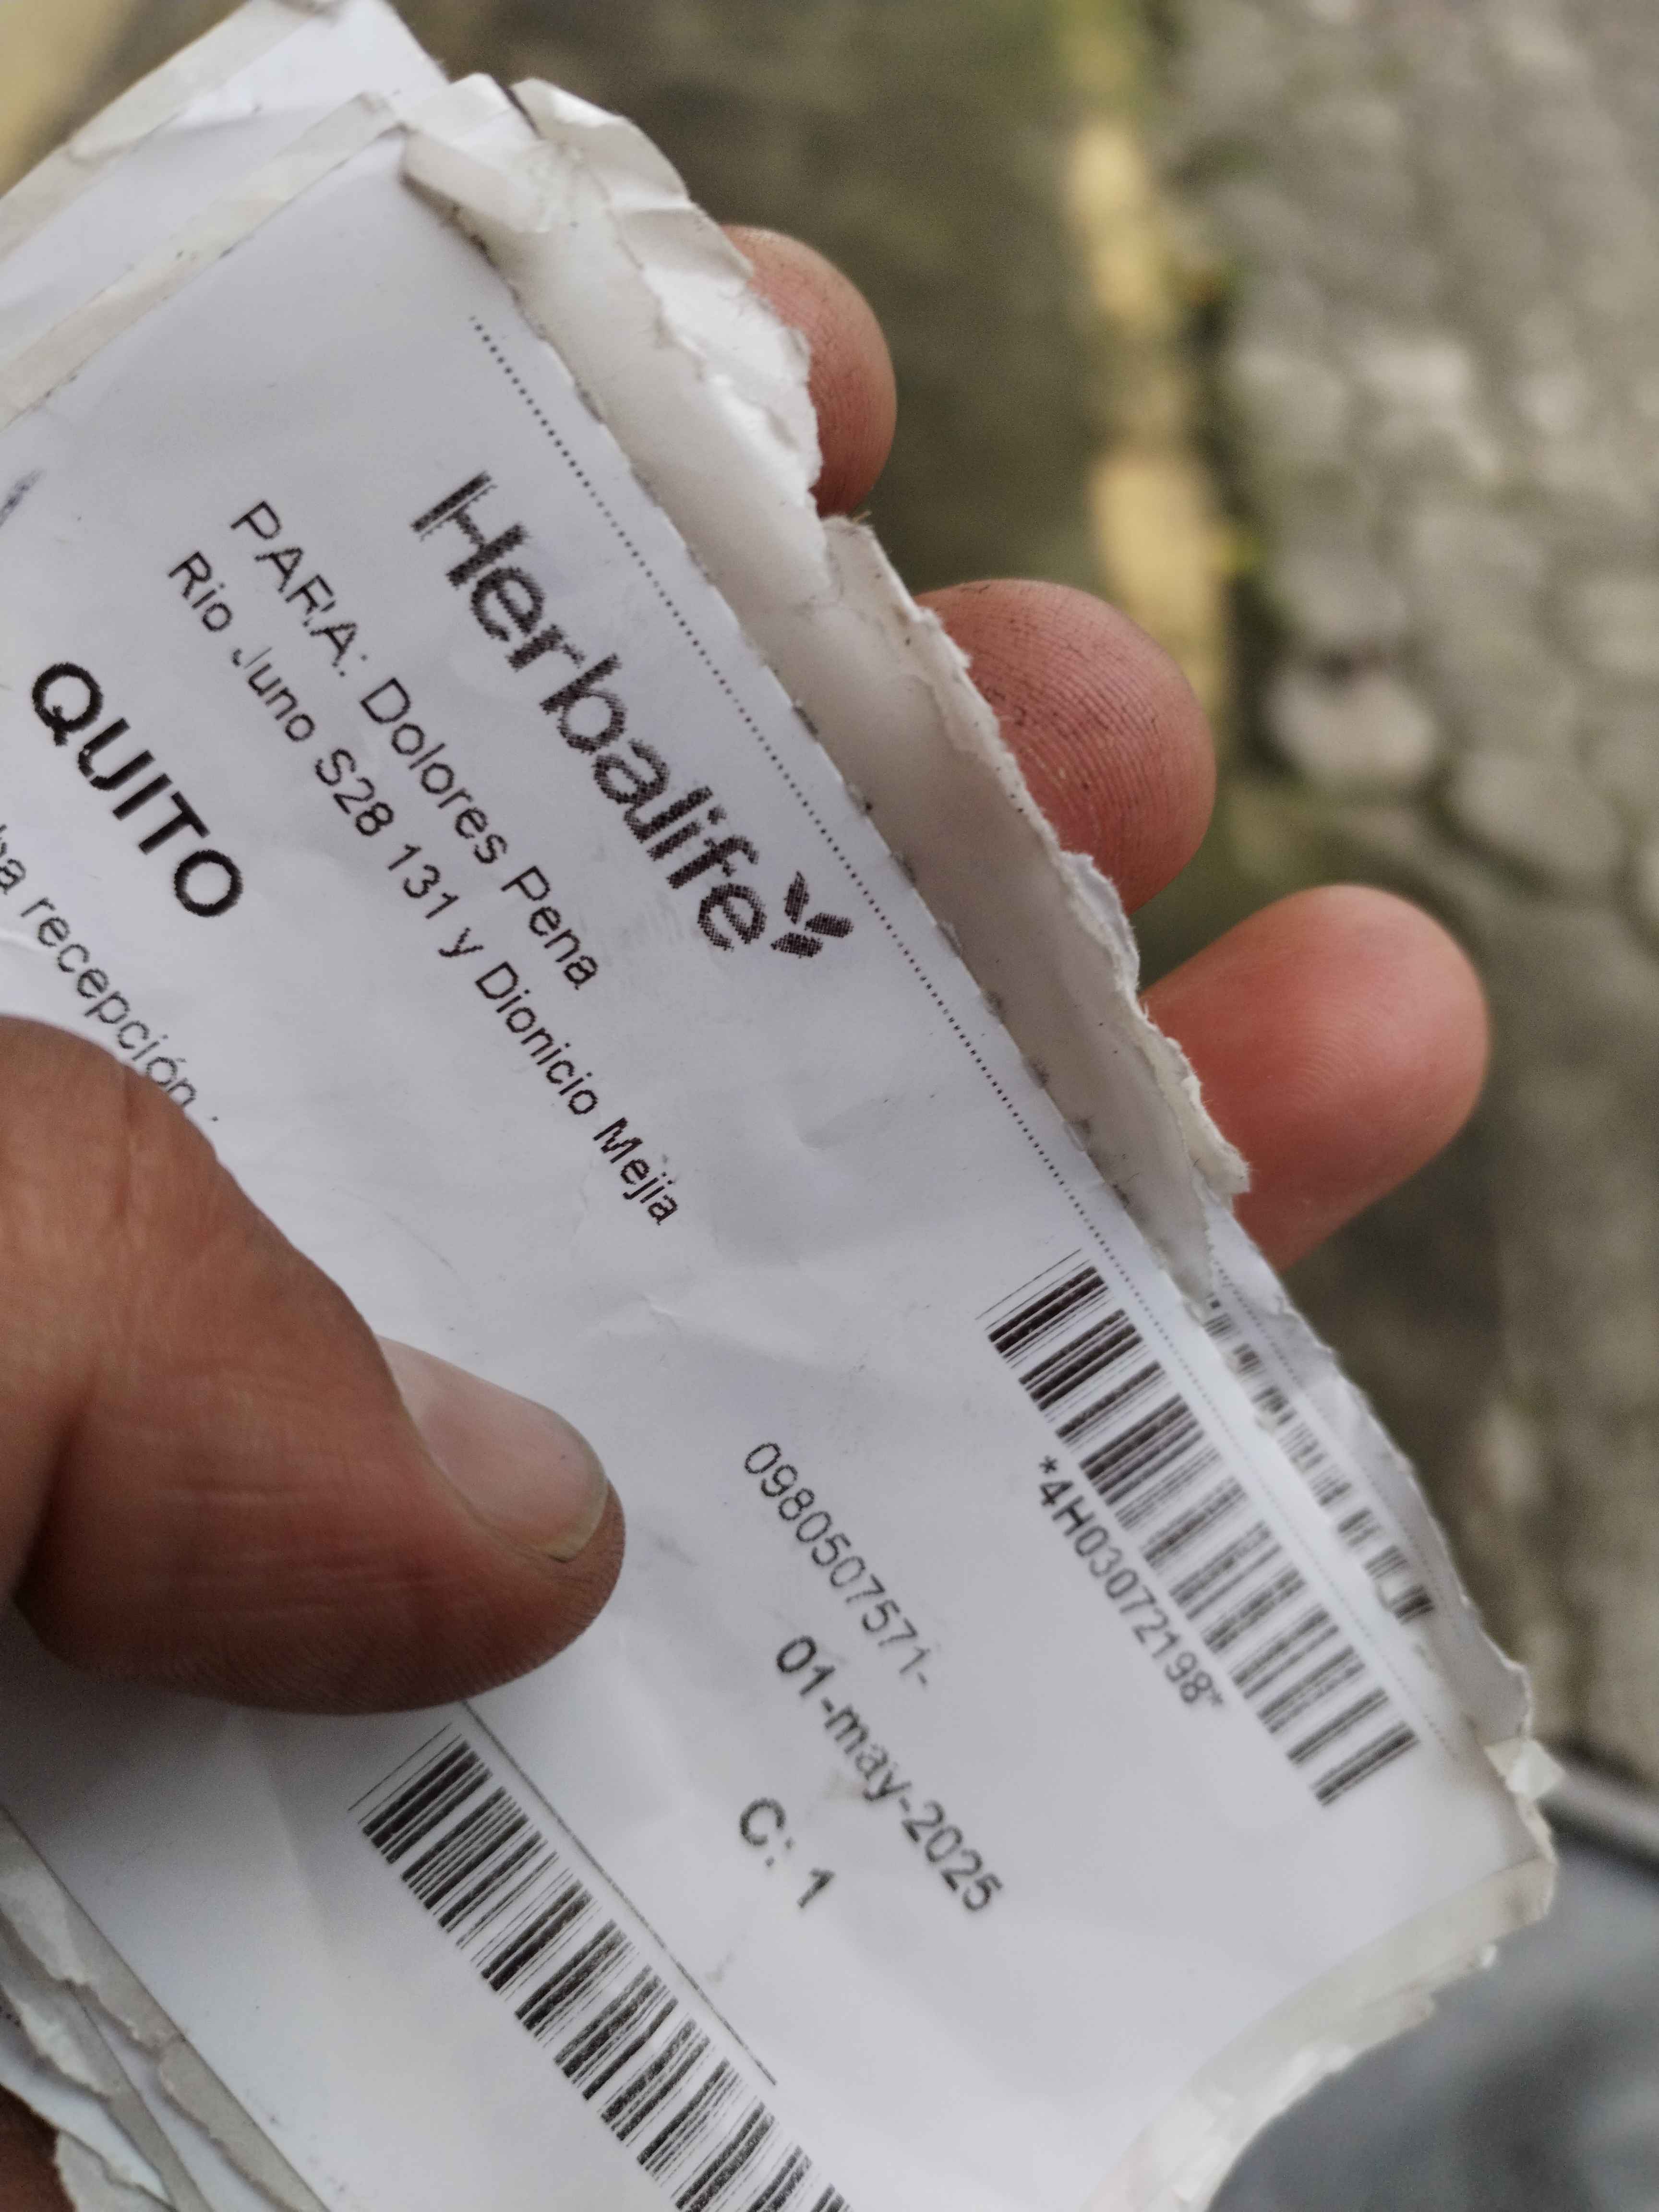 Herbalife
*4H03072198*
PARA: Dolores Pena
Rio Juno S28 131 y Dionicio Mejia
0980507571-
01-may-2025
QUITO
C: 1
recepción